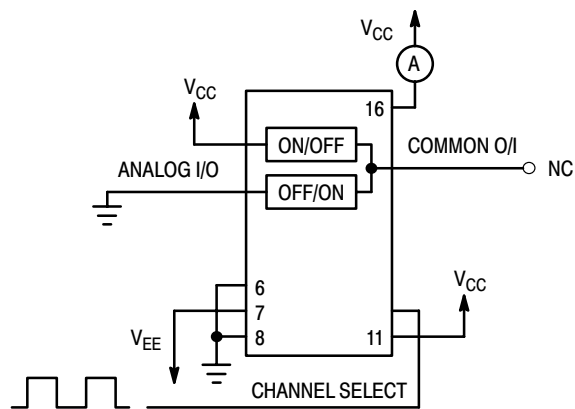 VCC
A
VCC
16
ON/OFF
COMMON O/I
ANALOG I/O
NC
OFF/ON
VCC
6
7
VEE
8
11
CHANNEL SELECT